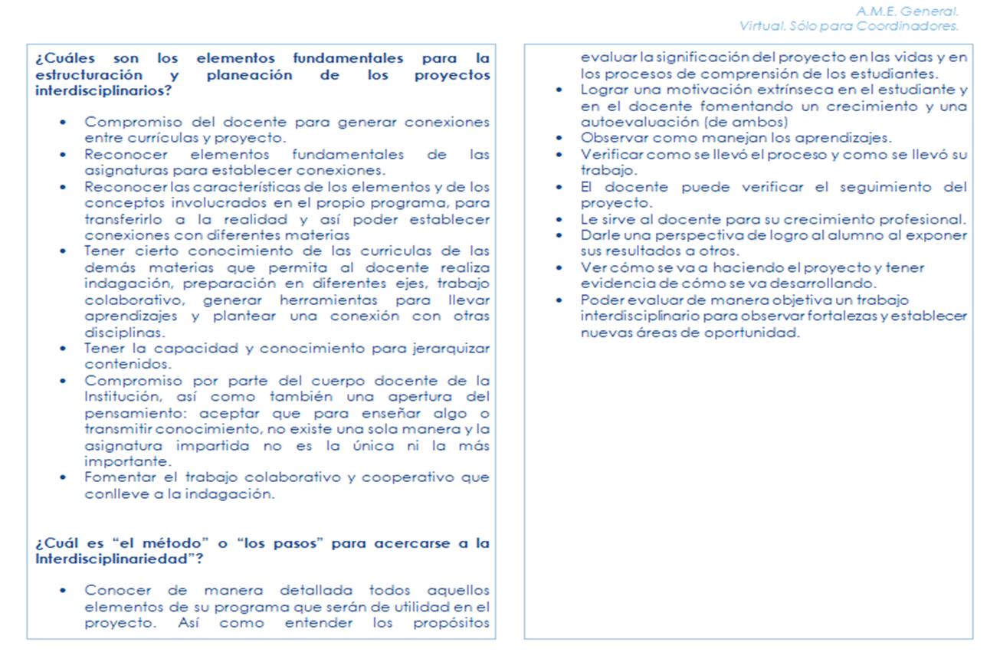 A.M.E. General.
Virtual. Sólo para Coordinadores.
¿Cuáles son los elementos fundamentales para la
estructuración y planeación de los proyectos
interdisciplinarios?
• Compromiso del docente para generar conexiones
entre currículas y proyecto.
• Reconocer elementos fundamentales de las
asignaturas para establecer conexiones.
• Reconocer las características de los elementos y de los
conceptos involucrados en el propio programa, para
transferirlo a la realidad y así poder establecer
conexiones con diferentes materias
• Tener cierto conocimiento de las curriculas de las
demás materias que permita al docente realiza
indagación, preparación en diferentes ejes, trabajo
colaborativo, generar herramientas para llevar
aprendizajes y plantear una conexión con otras
disciplinas.
• Tener la capacidad y conocimiento para jerarquizar
contenidos.
• Compromiso por parte del cuerpo docente de la
Institución, así como también una apertura del
pensamiento: aceptar que para enseñar algo o
transmitir conocimiento, no existe una sola manera y la
asignatura impartida no es la única ni la más
importante.
• Fomentar el trabajo colaborativo y cooperativo que
conlleve a la indagación.
¿Cuál es “el método” o “los pasos” para acercarse a la
Interdisciplinariedad”?
• Conocer de manera detallada todos aquellos
elementos de su programa que serán de utilidad en el
proyecto. Así como entender los propósitos
evaluar la significación del proyecto en las vidas y en
los procesos de comprensión de los estudiantes.
• Lograr una motivación extrínseca en el estudiante y
en el docente fomentando un crecimiento y una
autoevaluación (de ambos)
• Observar como manejan los aprendizajes.
• Verificar como se llevó el proceso y como se llevó su
trabajo.
• El docente puede verificar el seguimiento del
proyecto.
• Le sirve al docente para su crecimiento profesional.
• Darle una perspectiva de logro al alumno al exponer
sus resultados a otros.
• Ver cómo se va a haciendo el proyecto y tener
evidencia de cómo se va desarrollando.
• Poder evaluar de manera objetiva un trabajo
interdisciplinario para observar fortalezas y establecer
nuevas áreas de oportunidad.